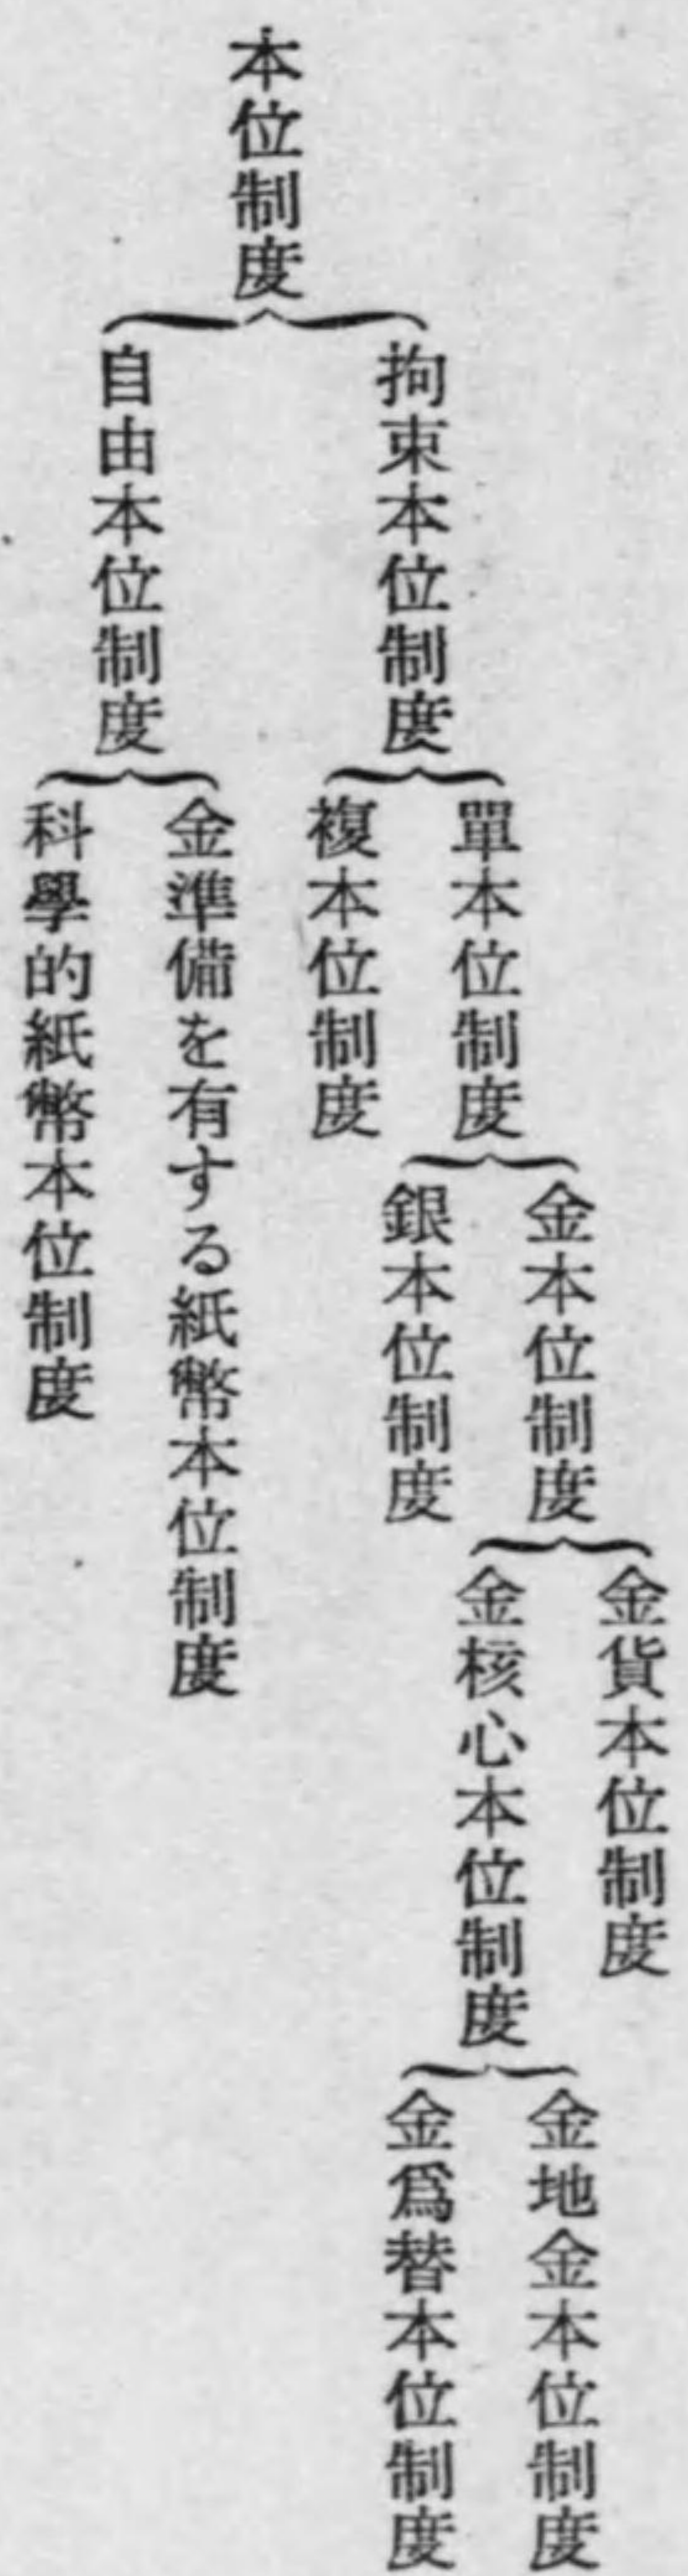 本位制度
拘束本位制度
單本位制度
金本位制度
金貨本位制度
金核心本位制度
金地金本位制度
金爲替本位制度
銀本位制度
複本位制度
自由本位制度
金準備を有する紙幣本位制度
科學的紙幣本位制度